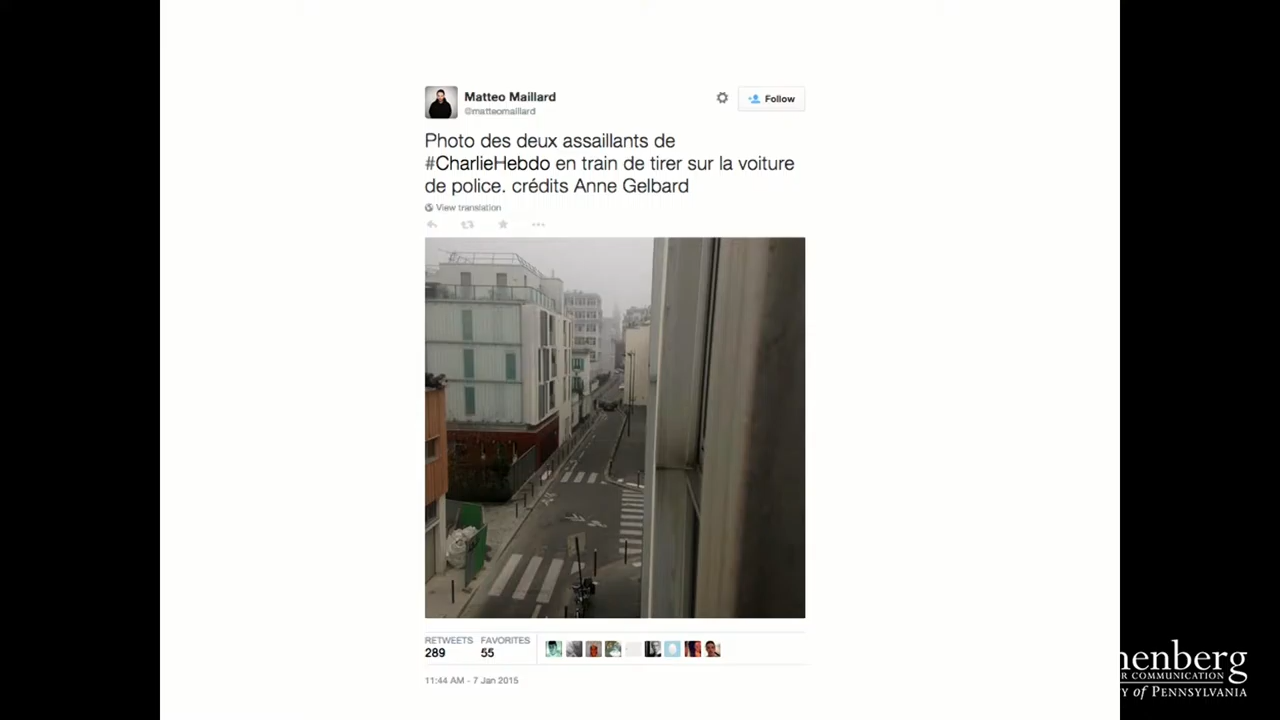 Matteo Maillard
@matteomaillard
Follow
Photo des deux assaillants de
#CharlieHebdo en train de tirer sur la voiture
de police. crédits Anne Gelbard
View translation
RETWEETS
FAVORITES
289
55
11:44 AM - 7 Jan 2015
nenberg
R COMMUNICATION
TY of PENNSYLVANIA